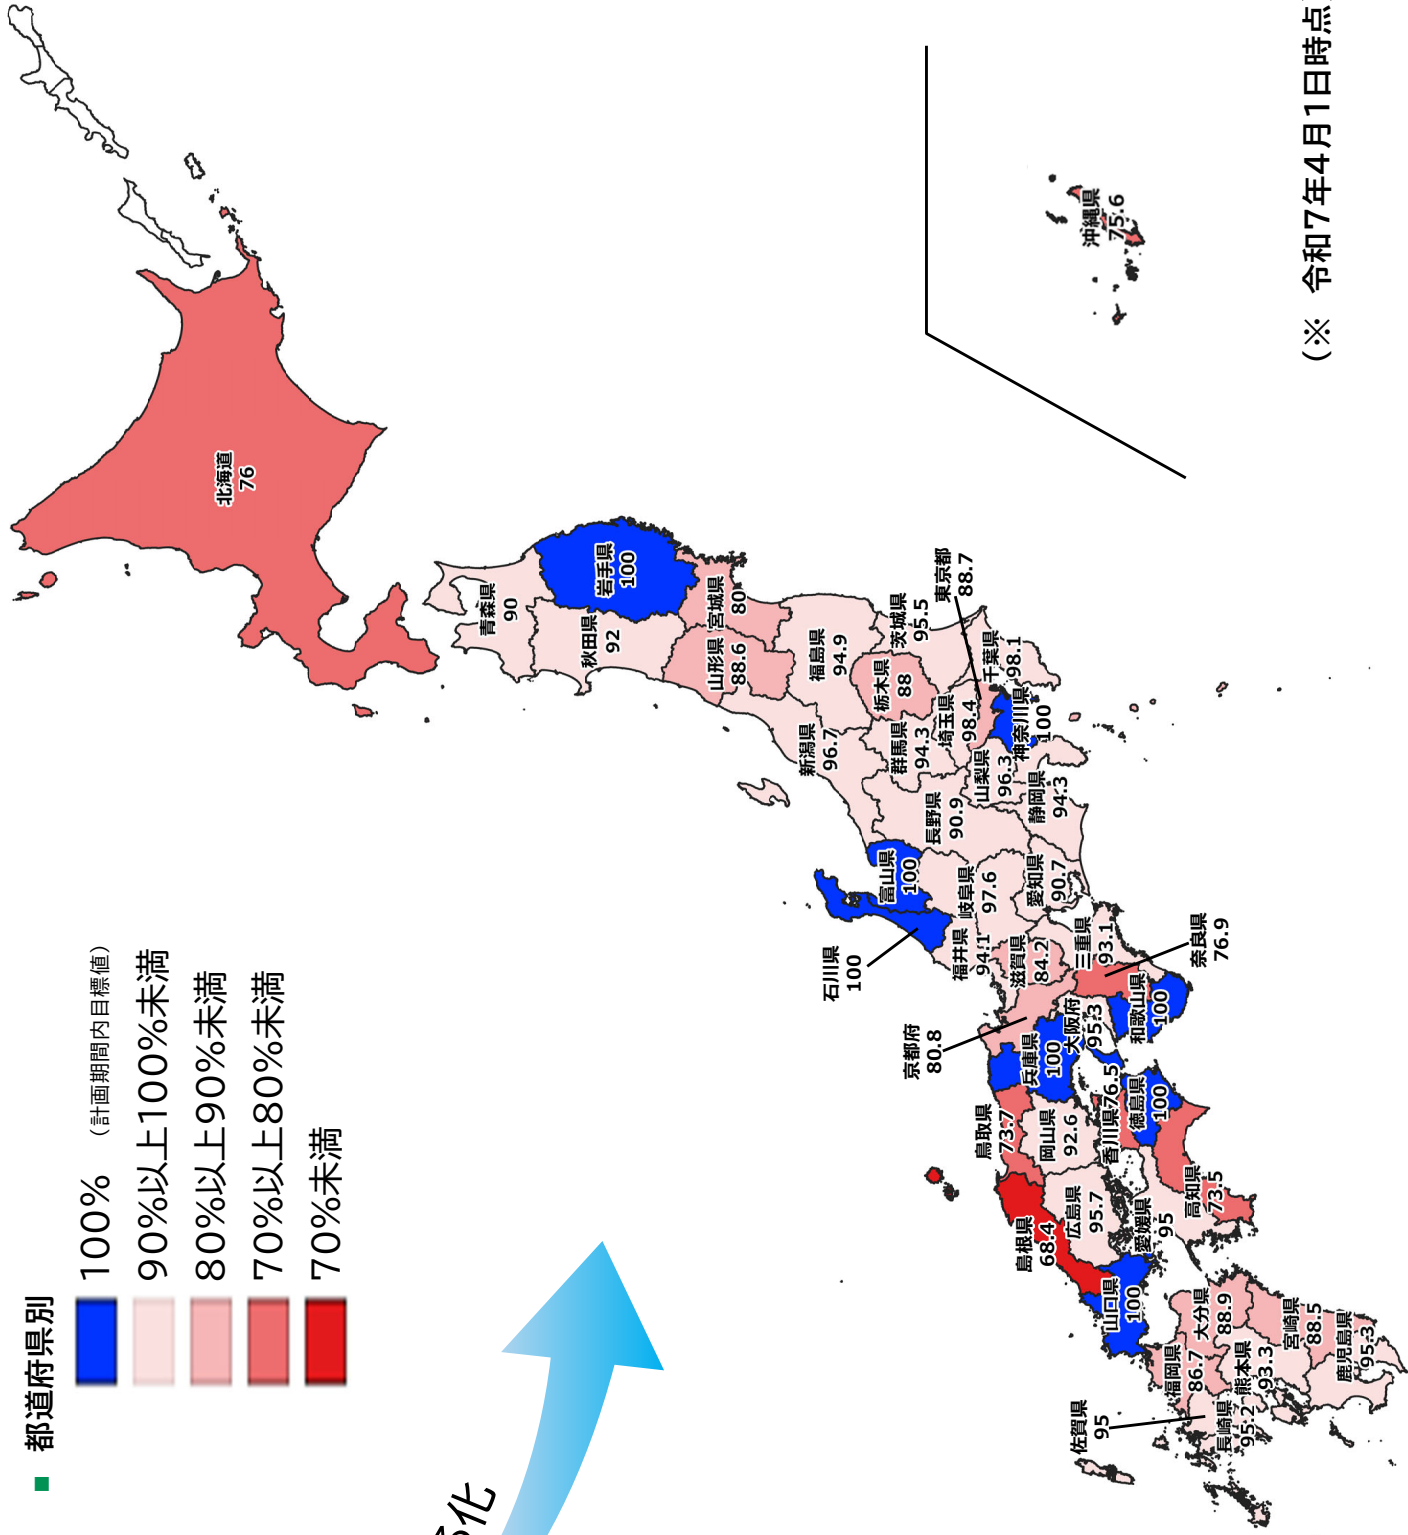 ■ 都道府県別
100% (計画期間内目標値)
90%以上100%未満
80%以上90%未満
70%以上80%未満
70%未満
化
北海道
76
青森県
90
岩手県
100
秋田県
92
宮城県
80
山形県
88.6
福島県
94.9
茨城県
95.5
栃木県
88
群馬県
94.3
埼玉県
98.4
東京都
88.7
千葉県
98.1
神奈川県
100
新潟県
96.7
山梨県
96.3
静岡県
94.3
長野県
90.9
富山県
100
石川県
100
岐阜県
97.6
愛知県
90.7
福井県
94.1
滋賀県
84.2
三重県
93.1
奈良県
76.9
京都府
80.8
大阪府
95.3
和歌山県
100
兵庫県
100
鳥取県
73.7
岡山県
92.6
島根県
68.4
広島県
95.7
山口県
100
香川県76.5
徳島県
100
愛媛県
95
高知県
73.5
福岡県
86.7
大分県
88.9
佐賀県
95
長崎県
95.2
熊本県
93.3
宮崎県
88.5
鹿児島県
95.3
沖縄県
75.6
(※ 令和7年4月1日時点